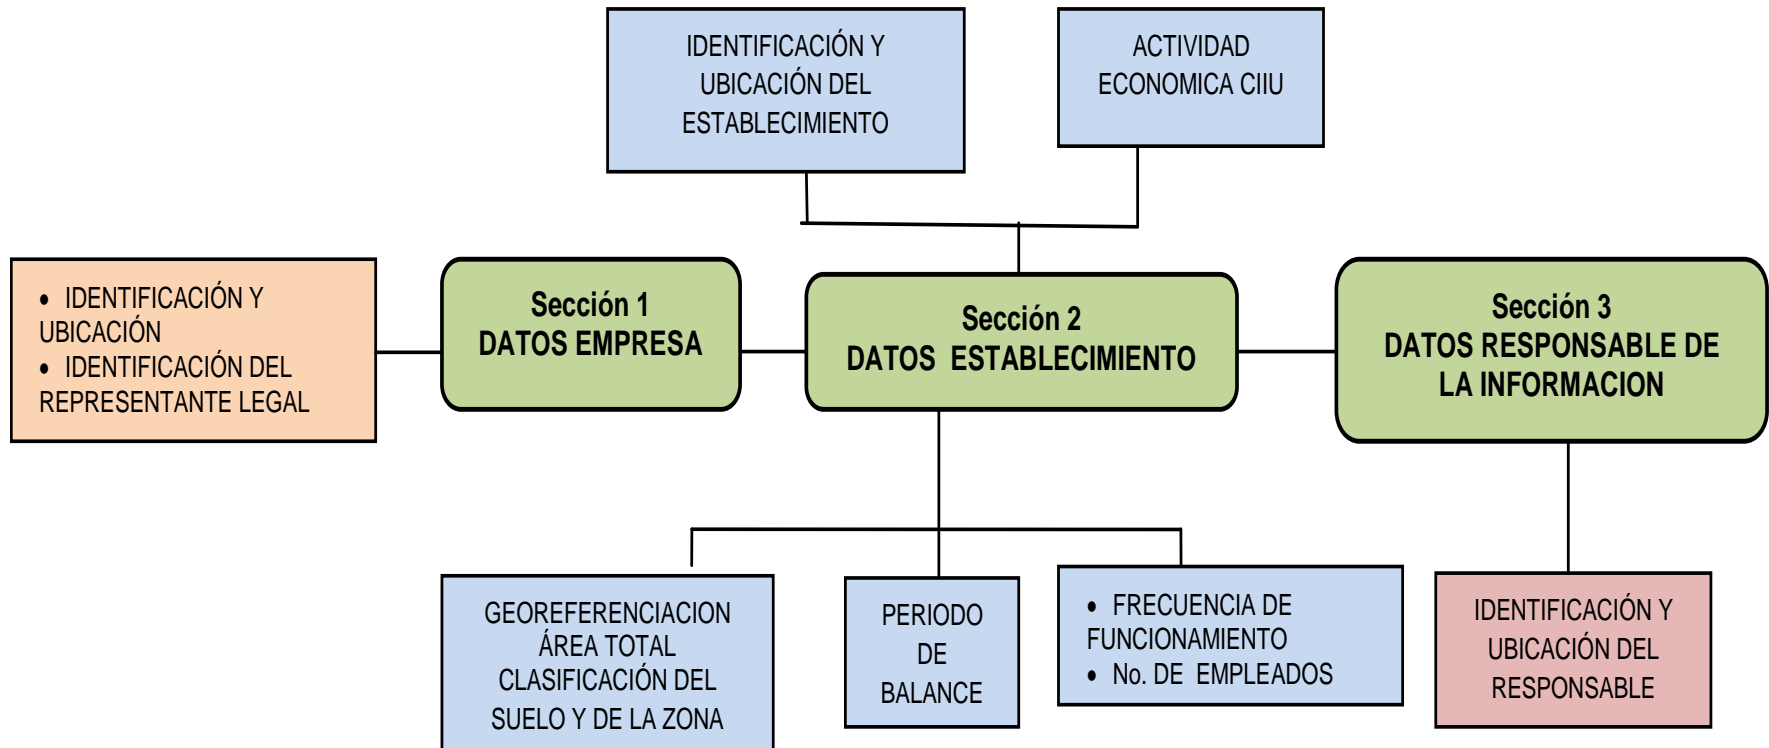 IDENTIFICACIÓN Y
UBICACIÓN DEL
ESTABLECIMIENTO
ACTIVIDAD
ECONOMICA CIIU
• IDENTIFICACIÓN Y
UBICACIÓN
• IDENTIFICACIÓN DEL
REPRESENTANTE LEGAL
Sección 1
DATOS EMPRESA
Sección 2
DATOS ESTABLECIMIENTO
Sección 3
DATOS RESPONSABLE DE
LA INFORMACION
GEOREFERENCIACION
ÁREA TOTAL
CLASIFICACIÓN DEL
SUELO Y DE LA ZONA
PERIODO
DE
BALANCE
• FRECUENCIA DE
FUNCIONAMIENTO
• No. DE EMPLEADOS
IDENTIFICACIÓN Y
UBICACIÓN DEL
RESPONSABLE